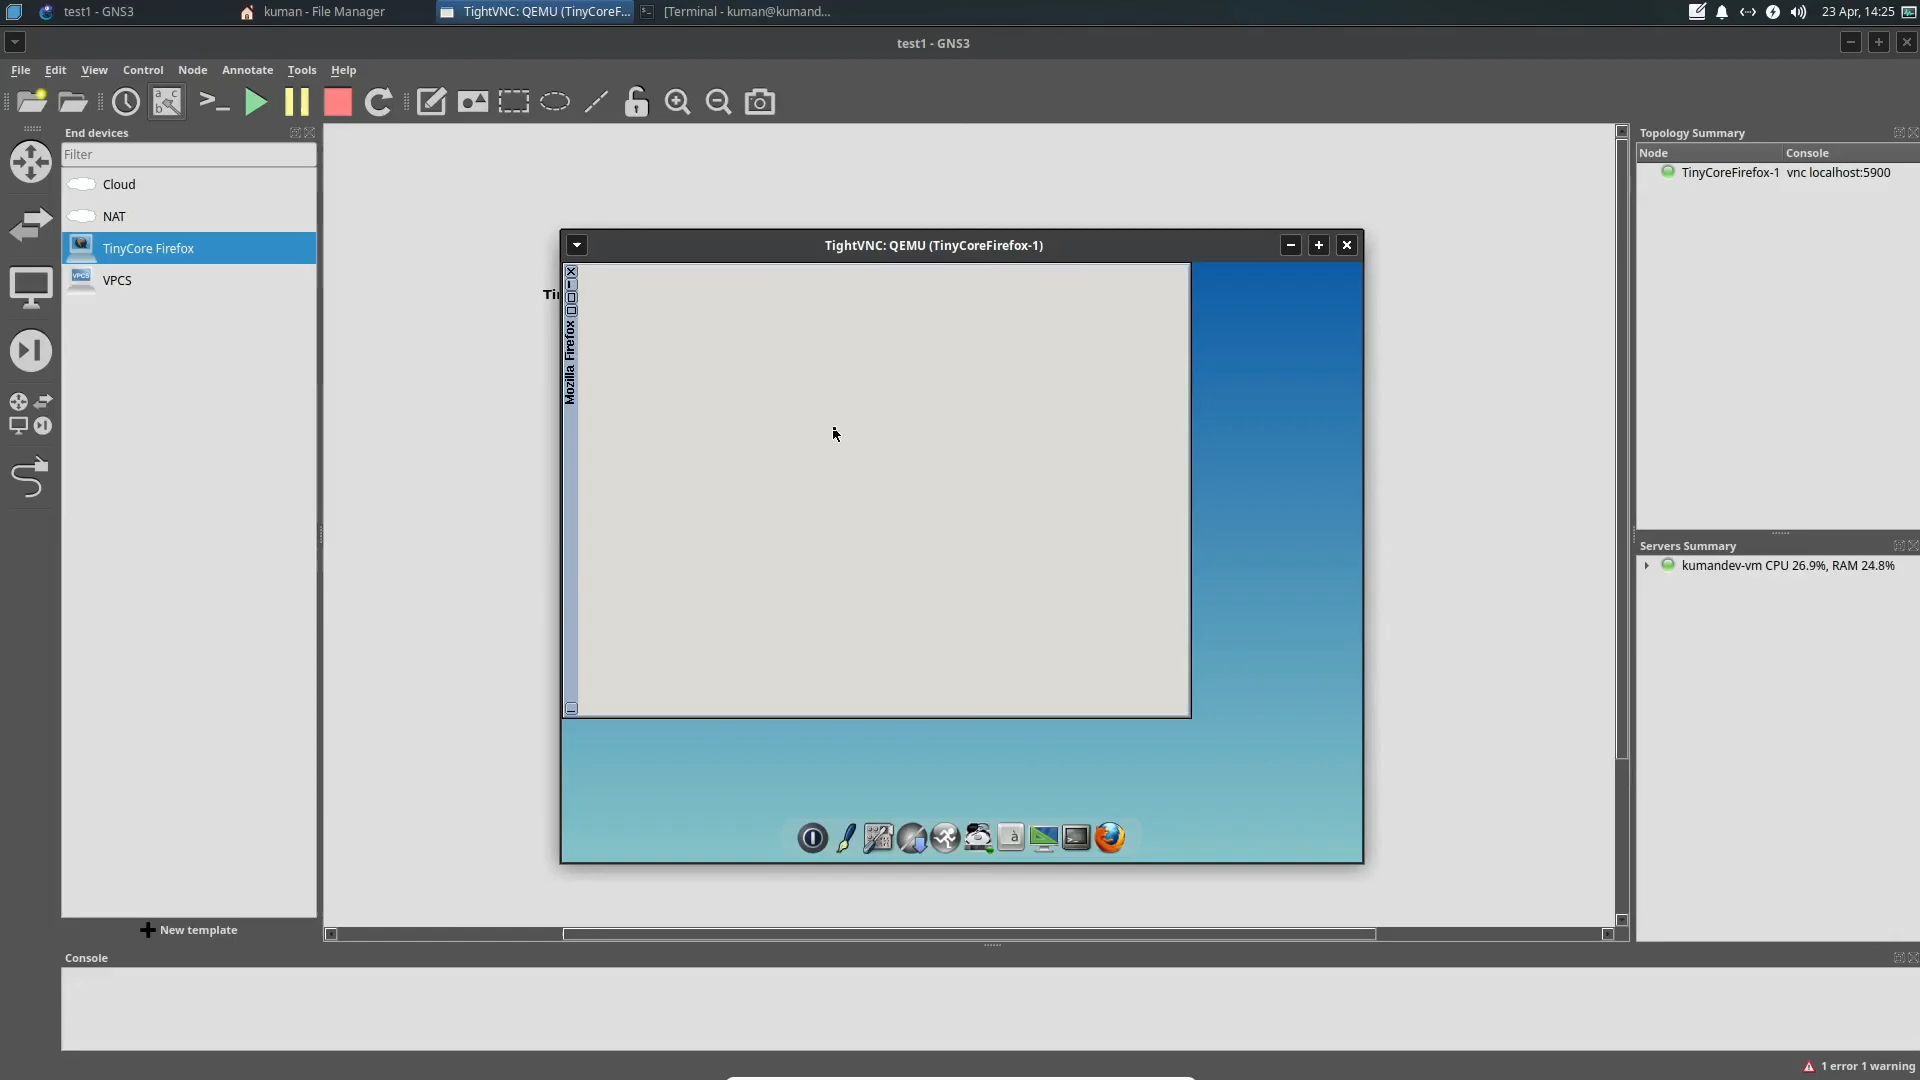 test1 - GNS3
kuman - File Manager
TightVNC: QEMU (TinyCoreF...
[Terminal - kuman@kumand...
23 Apr, 14:25
test1 - GNS3
File Edit View Control Node Annotate Tools Help
End devices
Filter
Cloud
NAT
TinyCore Firefox
VPCS
VPCS
New template
TightVNC: QEMU (TinyCoreFirefox-1)
Mozilla Firefox
Topology Summary
Node Console
TinyCoreFirefox-1 vnc localhost:5900
Servers Summary
kumandev-vm CPU 26.9%, RAM 24.8%
Console
1 error 1 warning